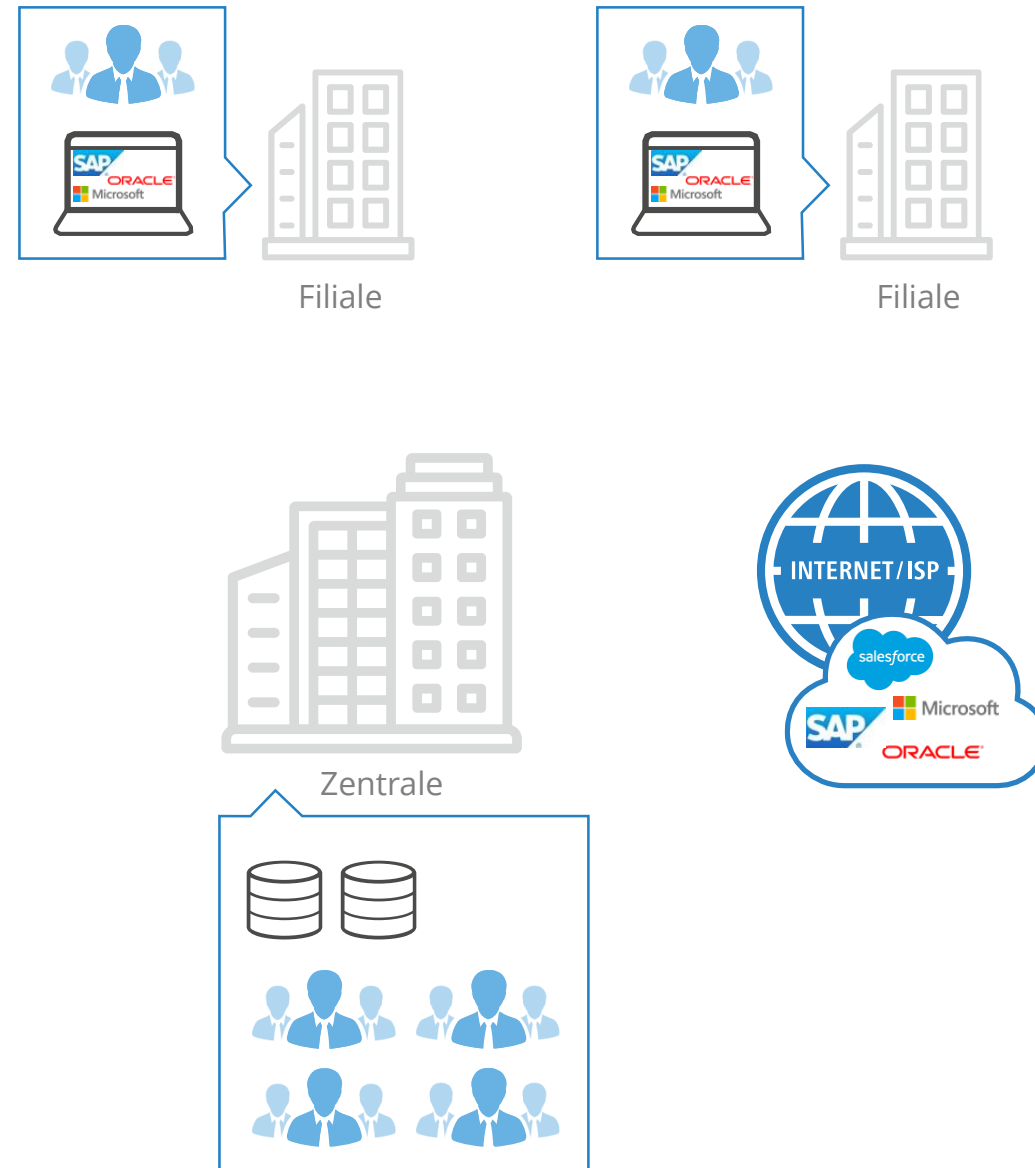 SAP
ORACLE
Microsoft
SAP
ORACLE
Microsoft
Filiale
Filiale
INTERNET/ISP
salesforce
Microsoft
SAP
ORACLE
Zentrale